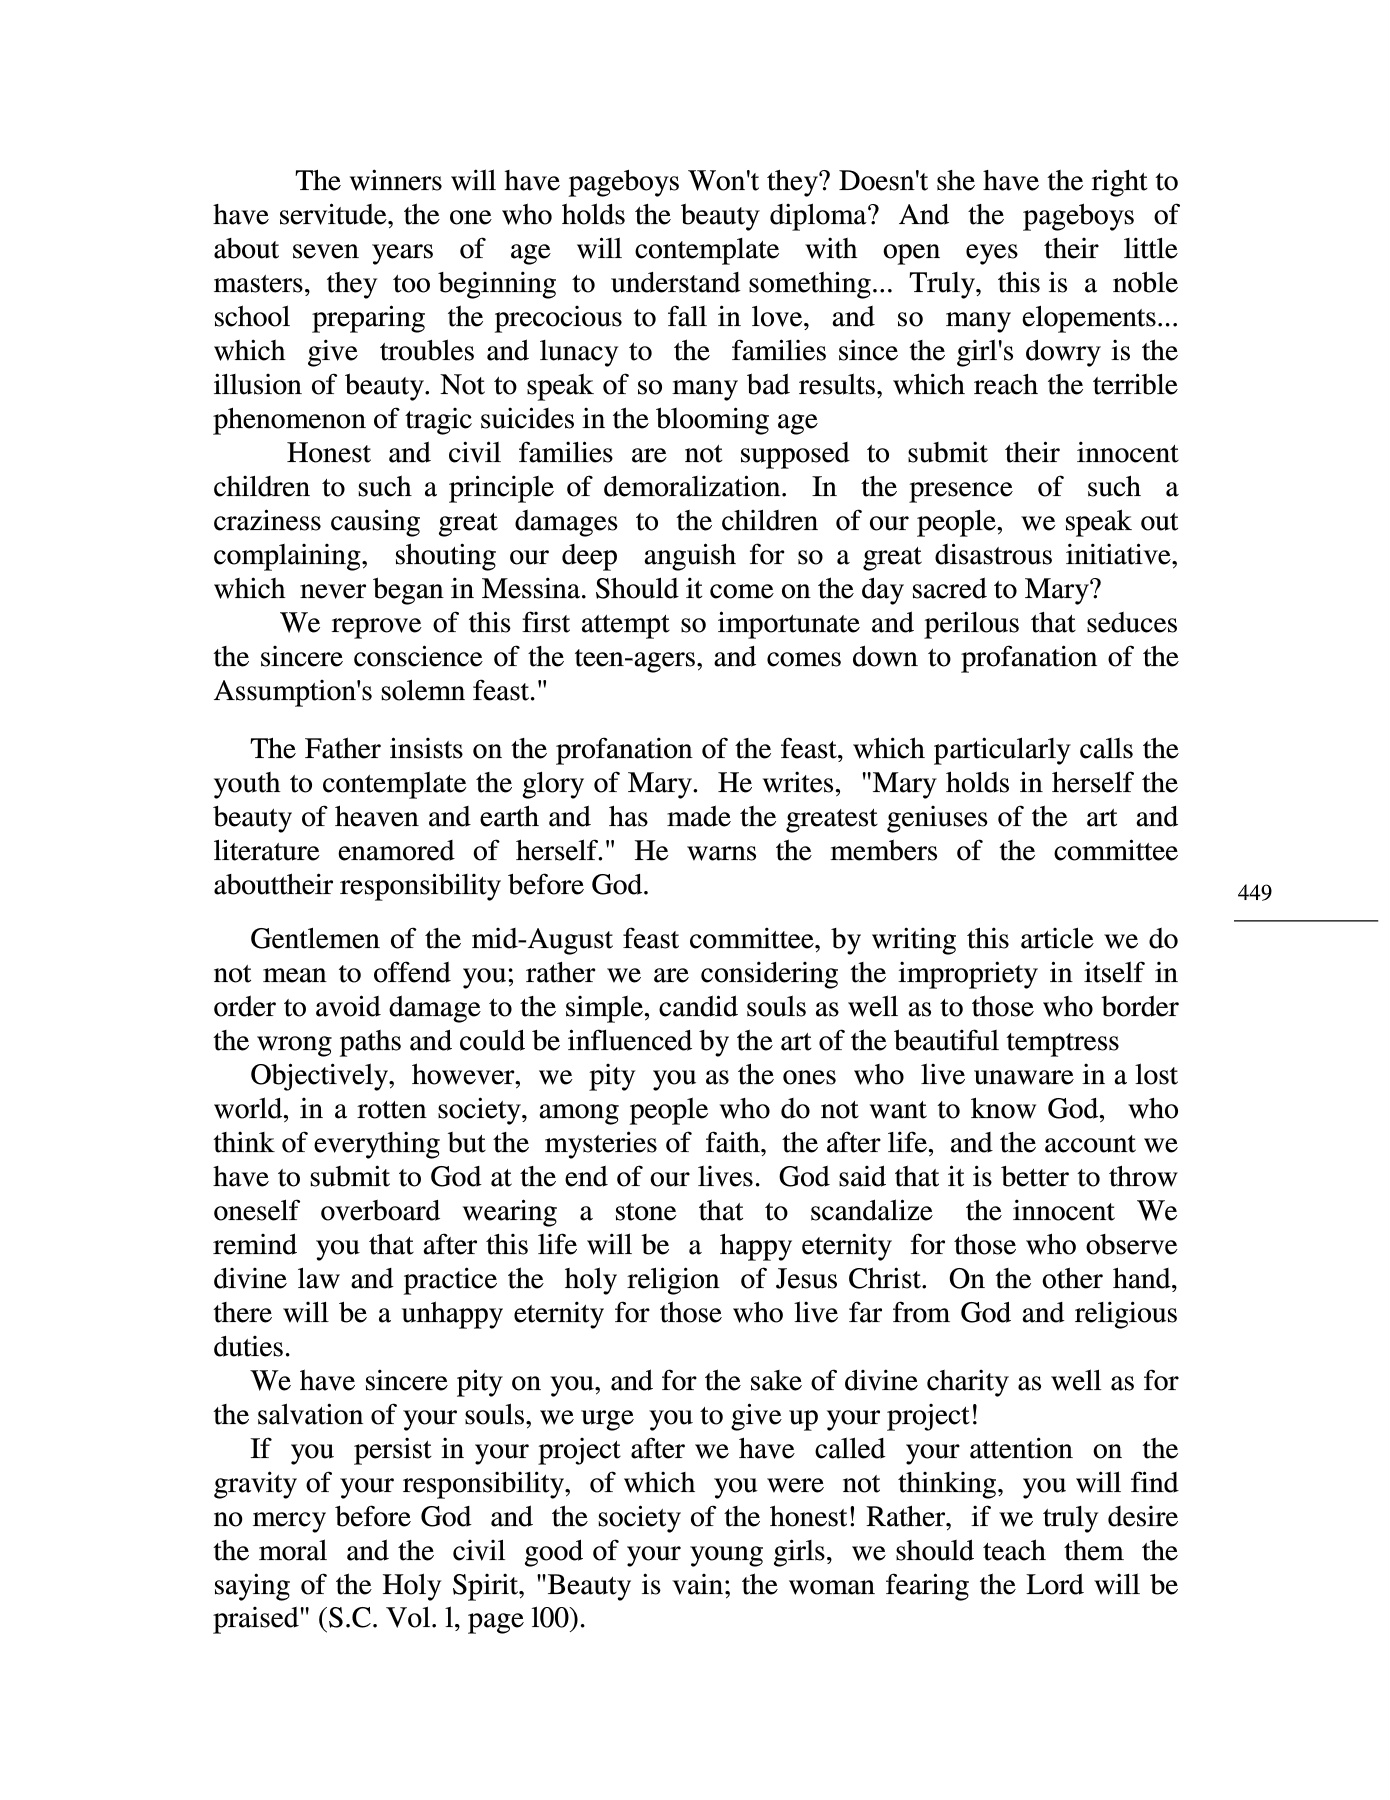 The winners will have pageboys Won't they? Doesn't she have the right to
have servitude, the one who holds the beauty diploma? And the pageboys of
about seven years of age will contemplate with open eyes their little
masters, they too beginning to understand something... Truly, this is a noble
school preparing the precocious to fall in love, and so many elopements...
which give troubles and lunacy to the families since the girl's dowry is the
illusion of beauty. Not to speak of so many bad results, which reach the terrible
phenomenon of tragic suicides in the blooming age
Honest and civil families are not supposed to submit their innocent
children to such a principle of demoralization. In the presence of such a
craziness causing great damages to the children of our people, we speak out
complaining, shouting our deep anguish for so a great disastrous initiative,
which never began in Messina. Should it come on the day sacred to Mary?
We reprove of this first attempt so importunate and perilous that seduces
the sincere conscience of the teen-agers, and comes down to profanation of the
Assumption's solemn feast."
The Father insists on the profanation of the feast, which particularly calls the
youth to contemplate the glory of Mary. He writes, "Mary holds in herself the
beauty of heaven and earth and has made the greatest geniuses of the art and
literature enamored of herself." He warns the members of the committee
abouttheir responsibility before God.
449
Gentlemen of the mid-August feast committee, by writing this article we do
not mean to offend you; rather we are considering the impropriety in itself in
order to avoid damage to the simple, candid souls as well as to those who border
the wrong paths and could be influenced by the art of the beautiful temptress
Objectively, however, we pity you as the ones who live unaware in a lost
world, in a rotten society, among people who do not want to know God, who
think of everything but the mysteries of faith, the after life, and the account we
have to submit to God at the end of our lives. God said that it is better to throw
oneself overboard wearing a stone that to scandalize the innocent We
remind you that after this life will be a happy eternity for those who observe
divine law and practice the holy religion of Jesus Christ. On the other hand,
there will be a unhappy eternity for those who live far from God and religious
duties.
We have sincere pity on you, and for the sake of divine charity as well as for
the salvation of your souls, we urge you to give up your project!
If you persist in your project after we have called your attention on the
gravity of your responsibility, of which you were not thinking, you will find
no mercy before God and the society of the honest! Rather, if we truly desire
the moral and the civil good of your young girls, we should teach them the
saying of the Holy Spirit, "Beauty is vain; the woman fearing the Lord will be
praised" (S.C. Vol. l, page l00).